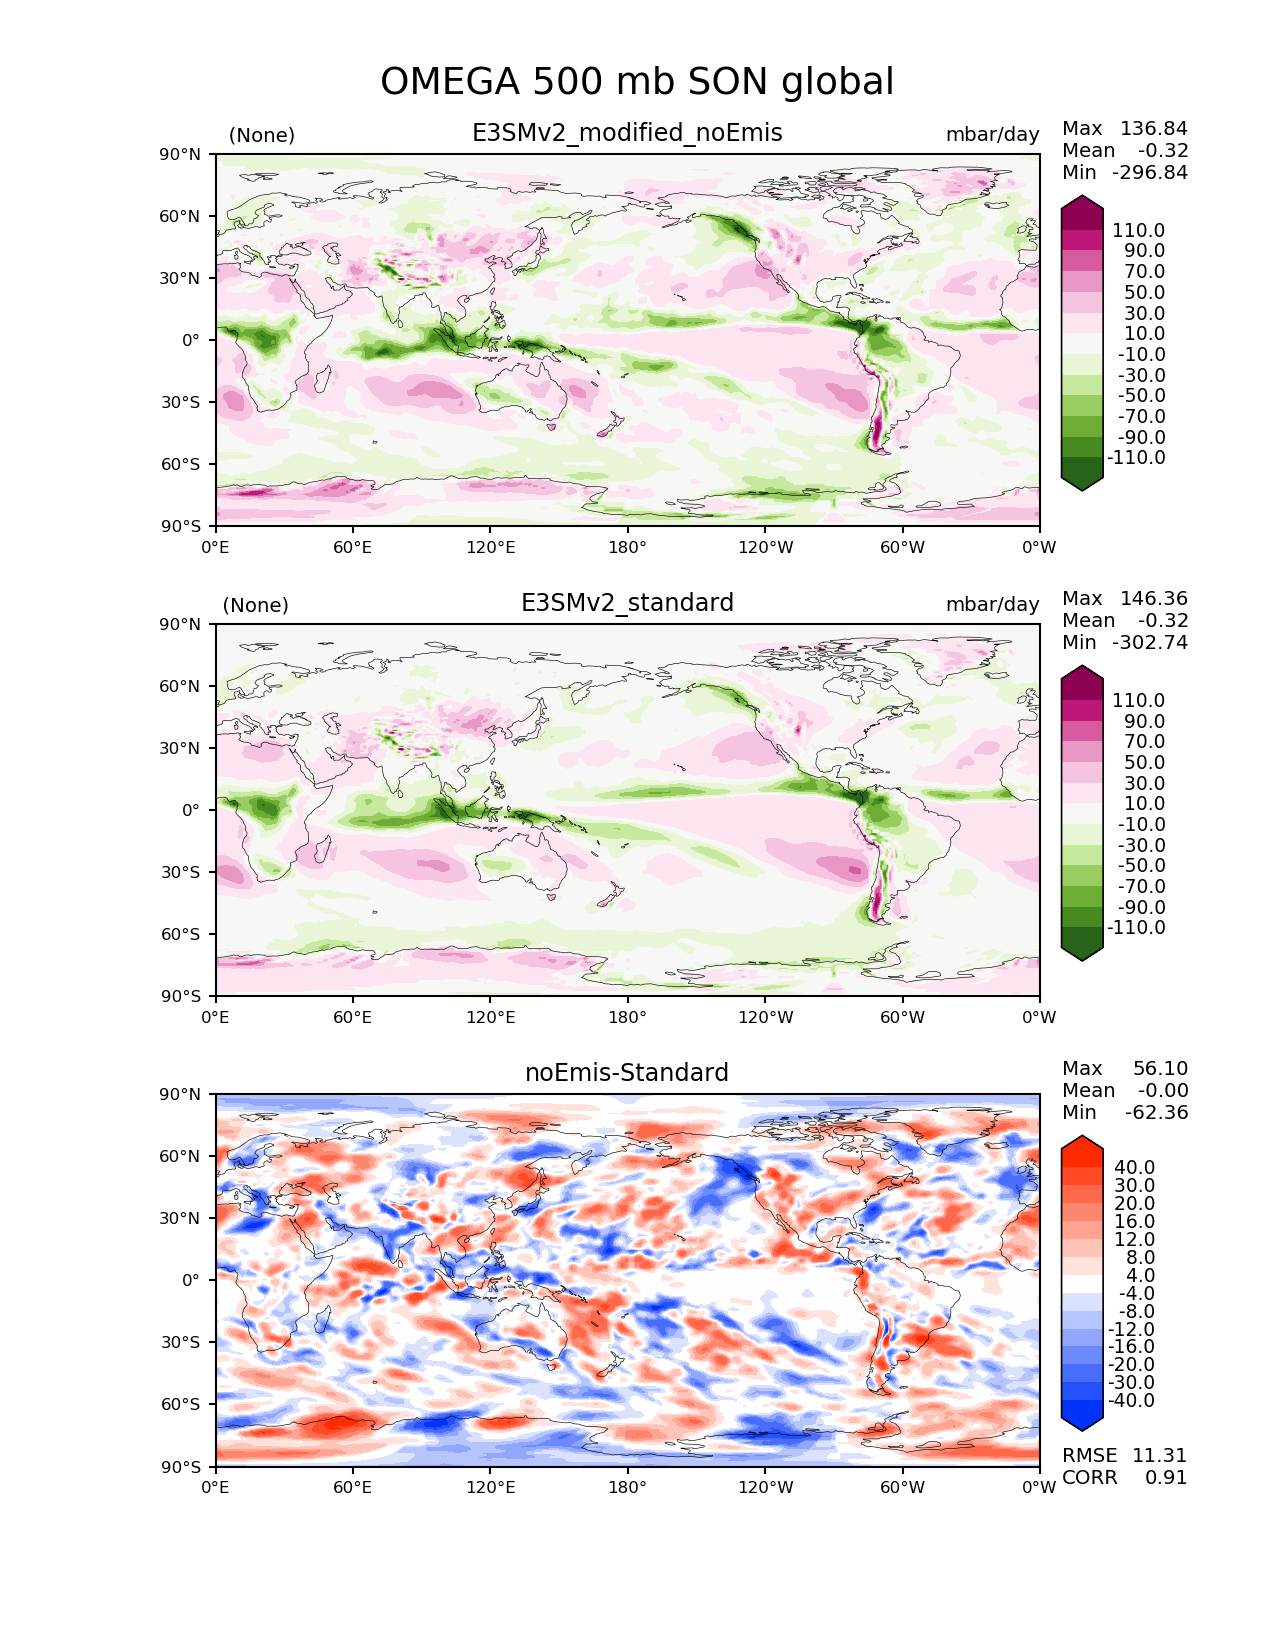 OMEGA 500 mb SON global
(None) E3SMv2_modified_noEmis mbar/day
Max 136.84
Mean -0.32
Min -296.84
90°N
60°N
30°N
0°
30°S
60°S
90°S
0°E 60°E 120°E 180° 120°W 60°W 0°W
110.0
90.0
70.0
50.0
30.0
10.0
-10.0
-30.0
-50.0
-70.0
-90.0
-110.0
(None) E3SMv2_standard mbar/day
Max 146.36
Mean -0.32
Min -302.74
90°N
60°N
30°N
0°
30°S
60°S
90°S
0°E 60°E 120°E 180° 120°W 60°W 0°W
110.0
90.0
70.0
50.0
30.0
10.0
-10.0
-30.0
-50.0
-70.0
-90.0
-110.0
noEmis-Standard
Max 56.10
Mean -0.00
Min -62.36
90°N
60°N
30°N
0°
30°S
60°S
90°S
0°E 60°E 120°E 180° 120°W 60°W 0°W
40.0
30.0
20.0
16.0
12.0
8.0
4.0
-4.0
-8.0
-12.0
-16.0
-20.0
-30.0
-40.0
RMSE 11.31
CORR 0.91